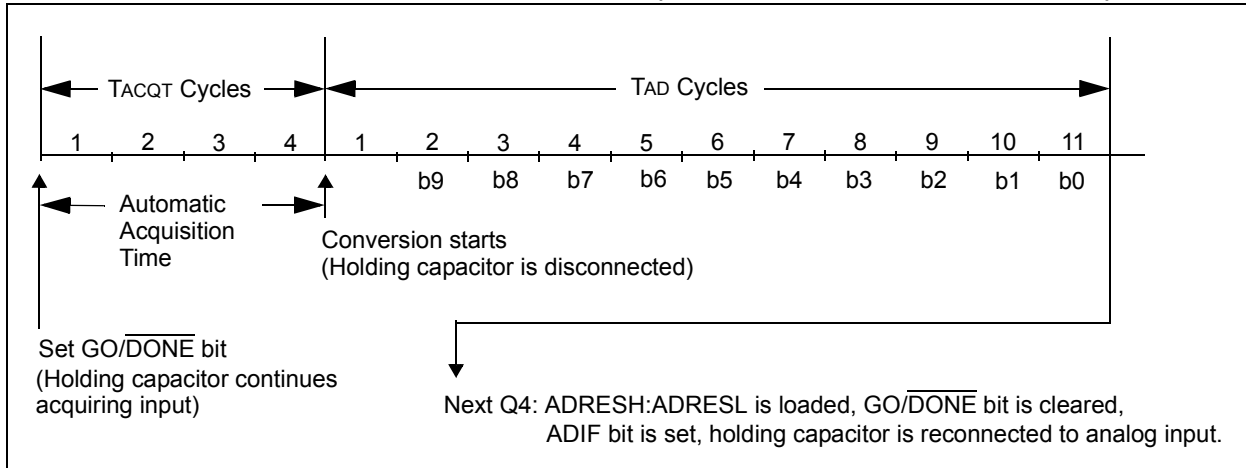 TACQT Cycles TAD Cycles
1 2 3 4 1 2 3 4 5 6 7 8 9 10 11
b9 b8 b7 b6 b5 b4 b3 b2 b1 b0
Automatic
Acquisition
Time
Conversion starts
(Holding capacitor is disconnected)
Set GO/DONE bit
(Holding capacitor continues
acquiring input)
Next Q4: ADRESH:ADRESL is loaded, GO/DONE bit is cleared,
ADIF bit is set, holding capacitor is reconnected to analog input.